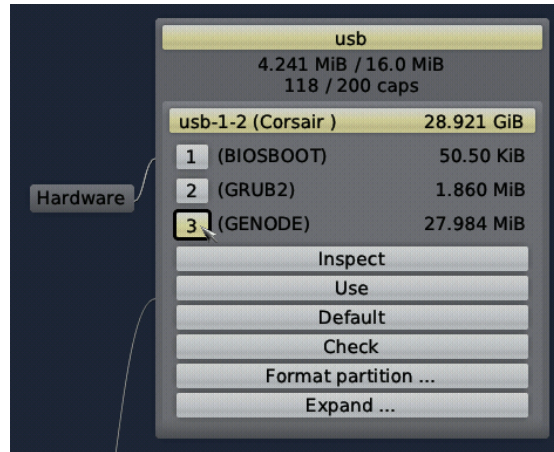 usb
4.241 MiB / 16.0 MiB
118 / 200 caps
usb-1-2 (Corsair ) 28.921 GiB
1 (BIOSBOOT) 50.50 KiB
2 (GRUB2) 1.860 MiB
Hardware
3 (GENODE) 27.984 MiB
Inspect
Use
Default
Check
Format partition ...
Expand ...